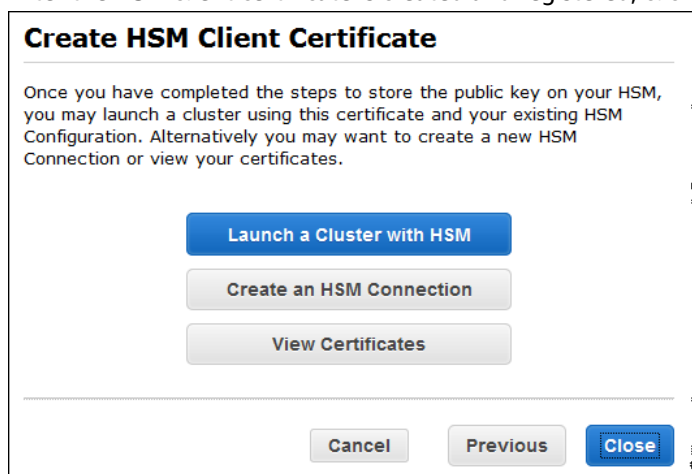 Create HSM Client Certificate
Once you have completed the steps to store the public key on your HSM,
you may launch a cluster using this certificate and your existing HSM
Configuration. Alternatively you may want to create a new HSM
Connection or view your certificates.
Launch a Cluster with HSM
Create an HSM Connection
View Certificates
Cancel Previous Close